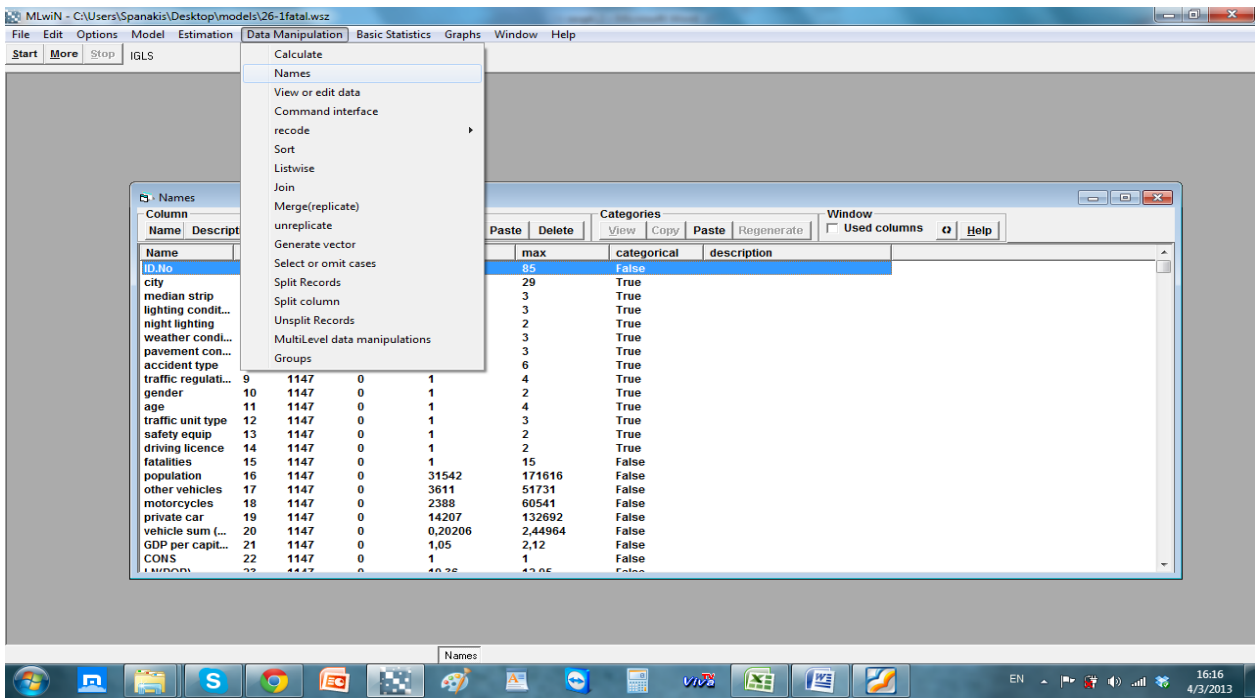 MLwiN - C:\Users\Spanakis\Desktop\models\26-1fatal.wsz
File Edit Options Model Estimation Data Manipulation Basic Statistics Graphs Window Help
Start More Stop IGLS
Calculate
Names
View or edit data
Command interface
recode
Sort
Listwise
Join
Merge(replicate)
unreplicate
Generate vector
Select or omit cases
Split Records
Split column
Unsplit Records
MultiLevel data manipulations
Groups
Names
Column Categories Window
Name Descript Paste Delete View Copy Paste Regenerate Used columns Help
Name max categorical description
ID.No 85 False
city 29 True
median strip 3 True
lighting condit... 3 True
night lighting 2 True
weather condi... 3 True
pavement con... 3 True
accident type 6 True
traffic regulati... 9 1147 0 1 4 True
gender 10 1147 0 1 2 True
age 11 1147 0 1 4 True
traffic unit type 12 1147 0 1 3 True
safety equip 13 1147 0 1 2 True
driving licence 14 1147 0 1 2 True
fatalities 15 1147 0 1 15 False
population 16 1147 0 31542 171616 False
other vehicles 17 1147 0 3611 51731 False
motorcycles 18 1147 0 2388 60541 False
private car 19 1147 0 14207 132692 False
vehicle sum (... 20 1147 0 0,20206 2,44964 False
GDP per capit... 21 1147 0 1,05 2,12 False
CONS 22 1147 0 1 1 False
Names
EN 16:16
4/3/2013